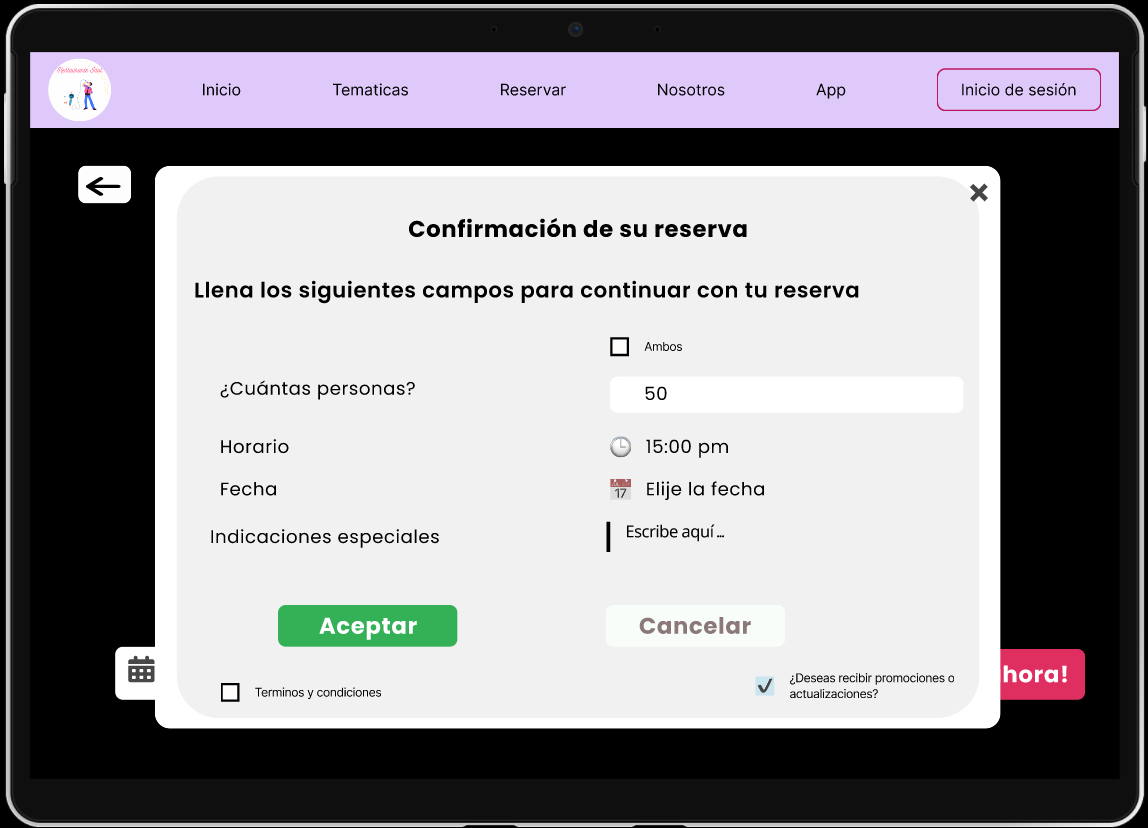 Inicio
Tematicas
Reservar
Nosotros
App
Inicio de sesión
Confirmación de su reserva
Llena los siguientes campos para continuar con tu reserva
Ambos
¿Cuántas personas?
50
Horario
15:00 pm
Fecha
17
Elije la fecha
Indicaciones especiales
Escribe aquí...
Aceptar
Cancelar
hora!
Terminos y condiciones
¿Deseas recibir promociones o
actualizaciones?